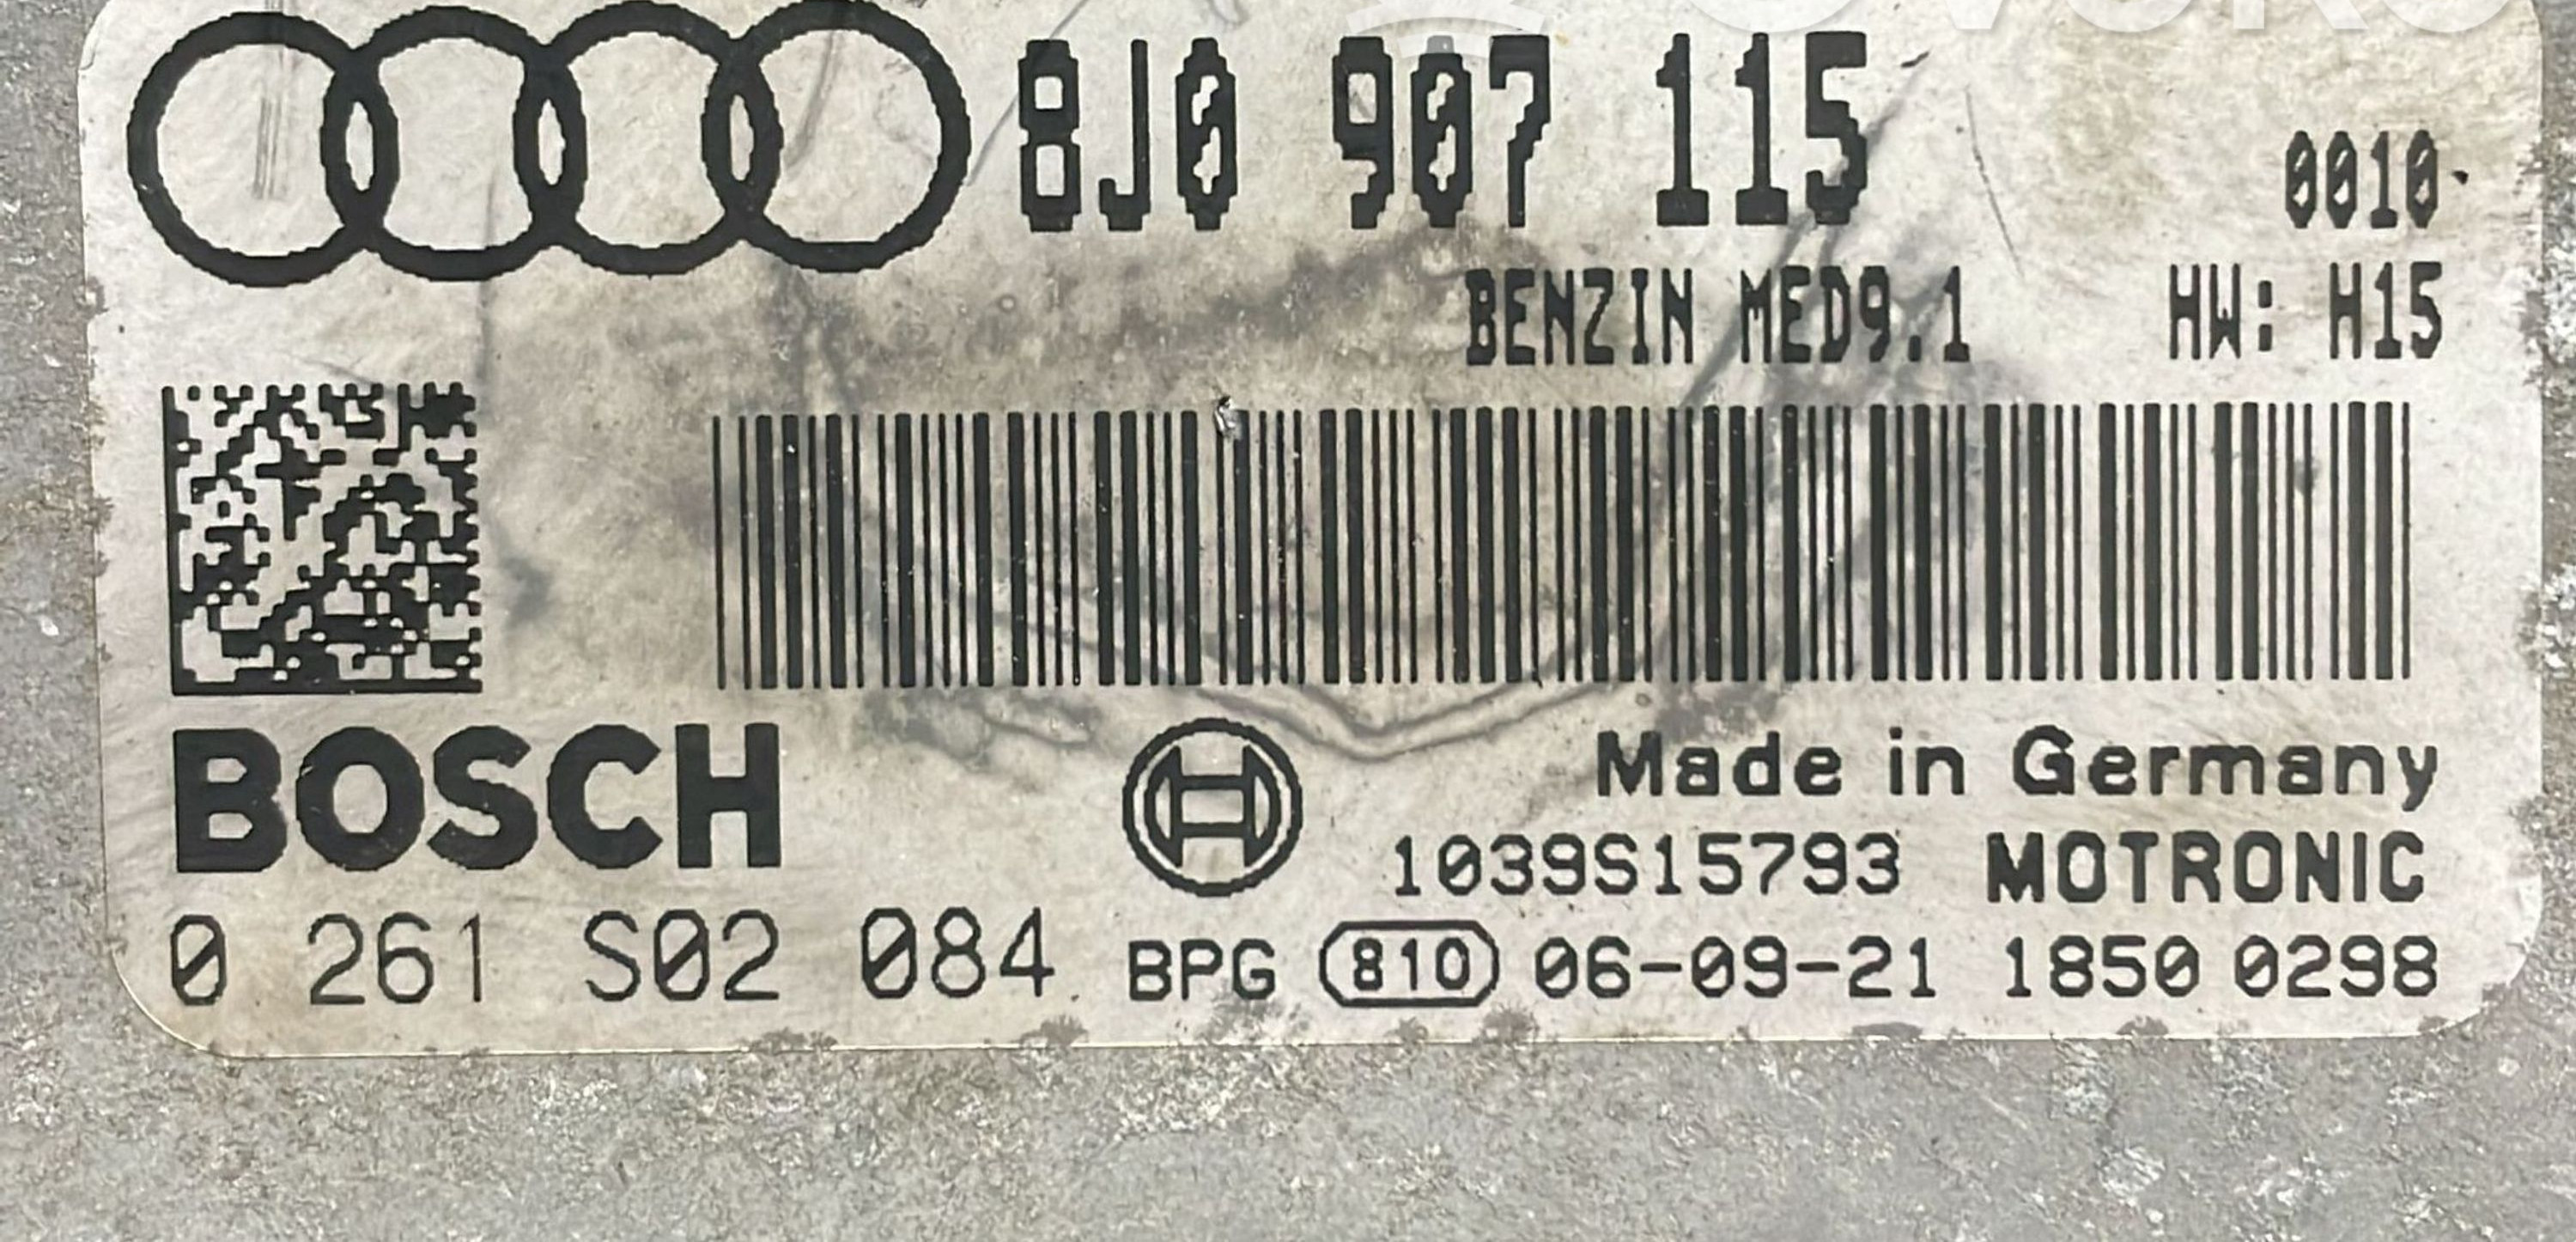 8J0 907 115
0010
BENZIN MED9.1 HW: H15
BOSCH
Made in Germany
1039S15793 MOTRONIC
0 261 S02 084 BPG 810 06-09-21 1850 0298